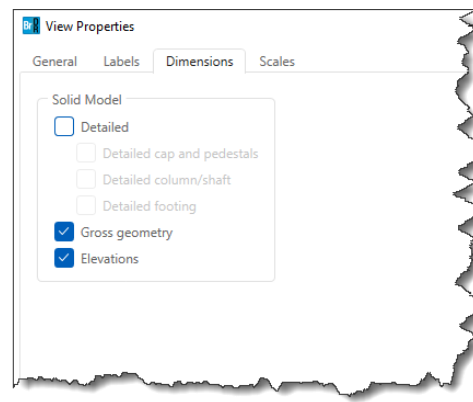 BrDR View Properties
General Labels Dimensions Scales
Solid Model
Detailed
Detailed cap and pedestals
Detailed column/shaft
Detailed footing
Gross geometry
Elevations